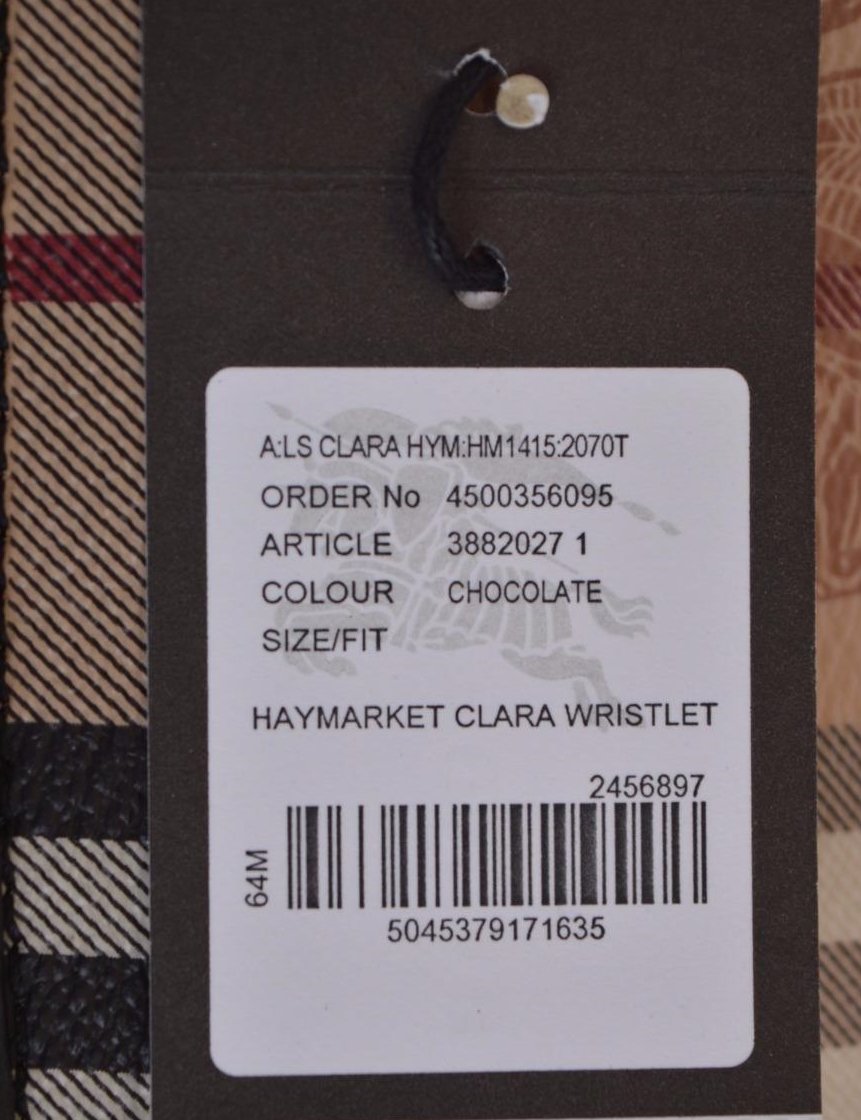 A:LS CLARA HYM:HM1415:2070T
ORDER No 4500356095
ARTICLE 3882027 1
COLOUR CHOCOLATE
SIZE/FIT
HAYMARKET CLARA WRISTLET
2456897
64M
5045379171635